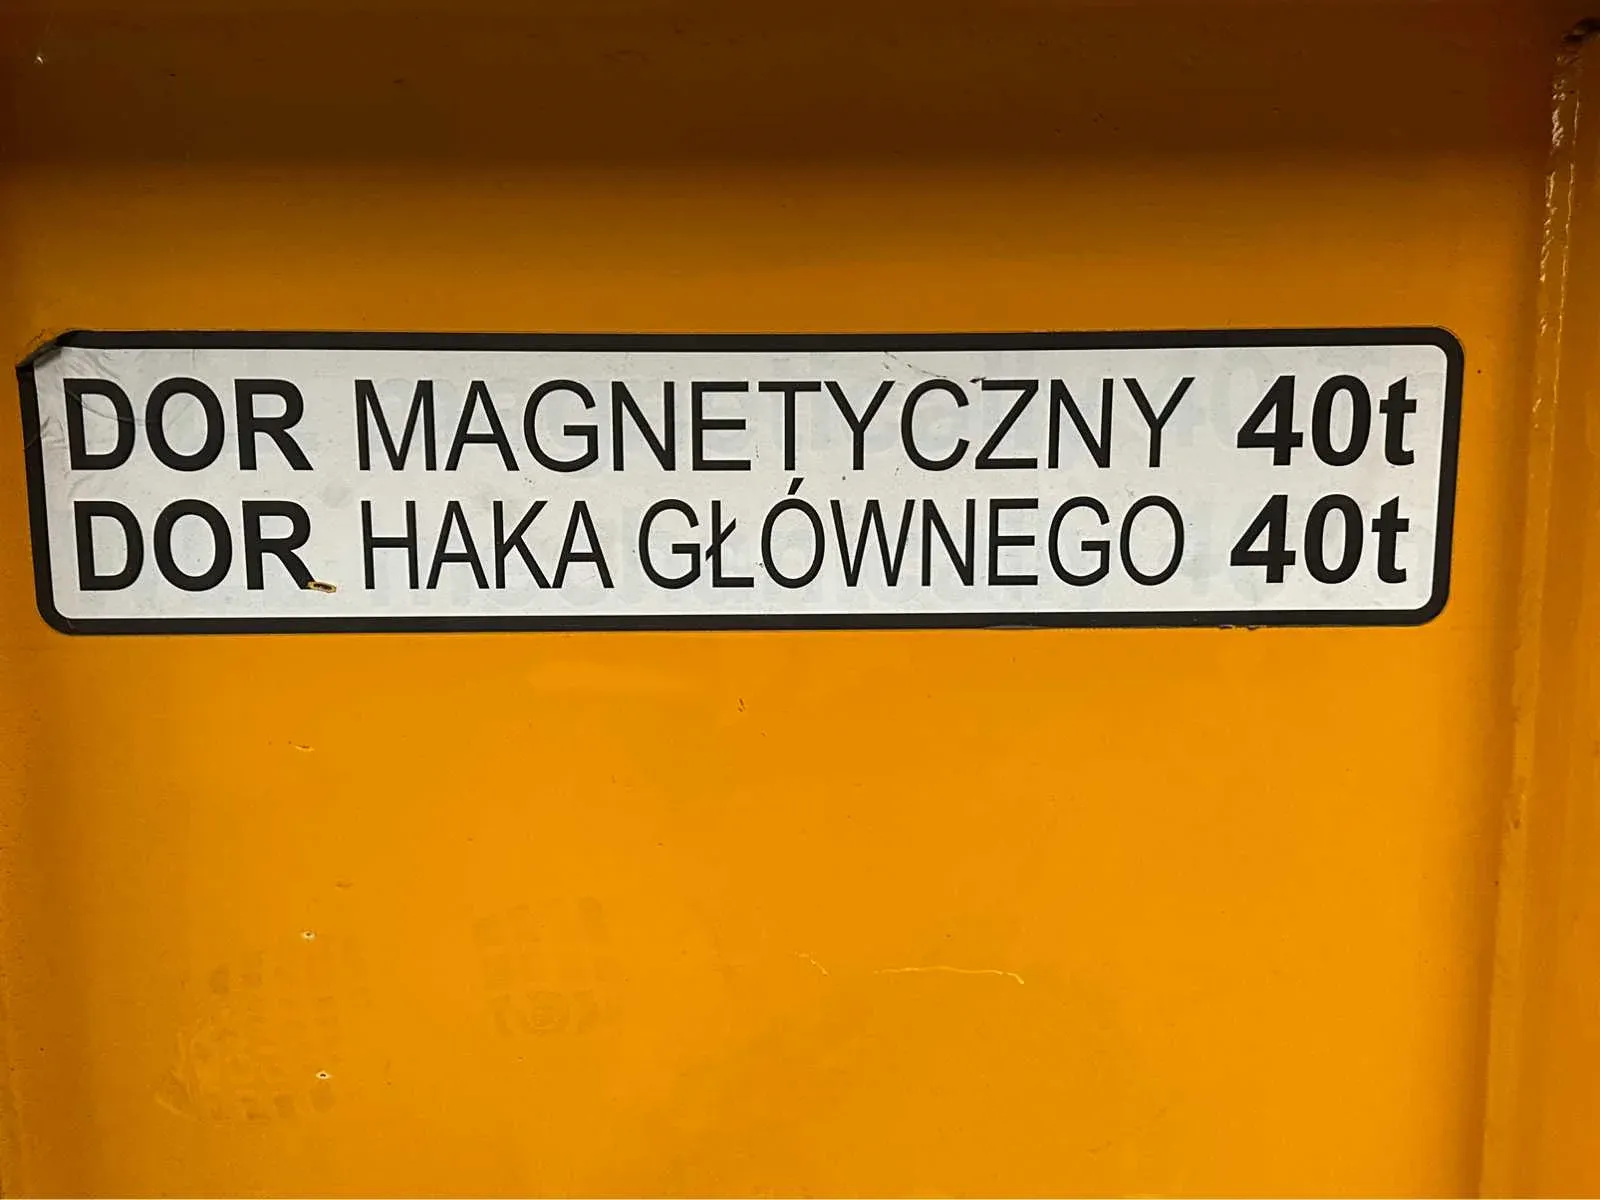 DOR MAGNETYCZNY 40t
DOR HAKA GŁÓWNEGO 40t